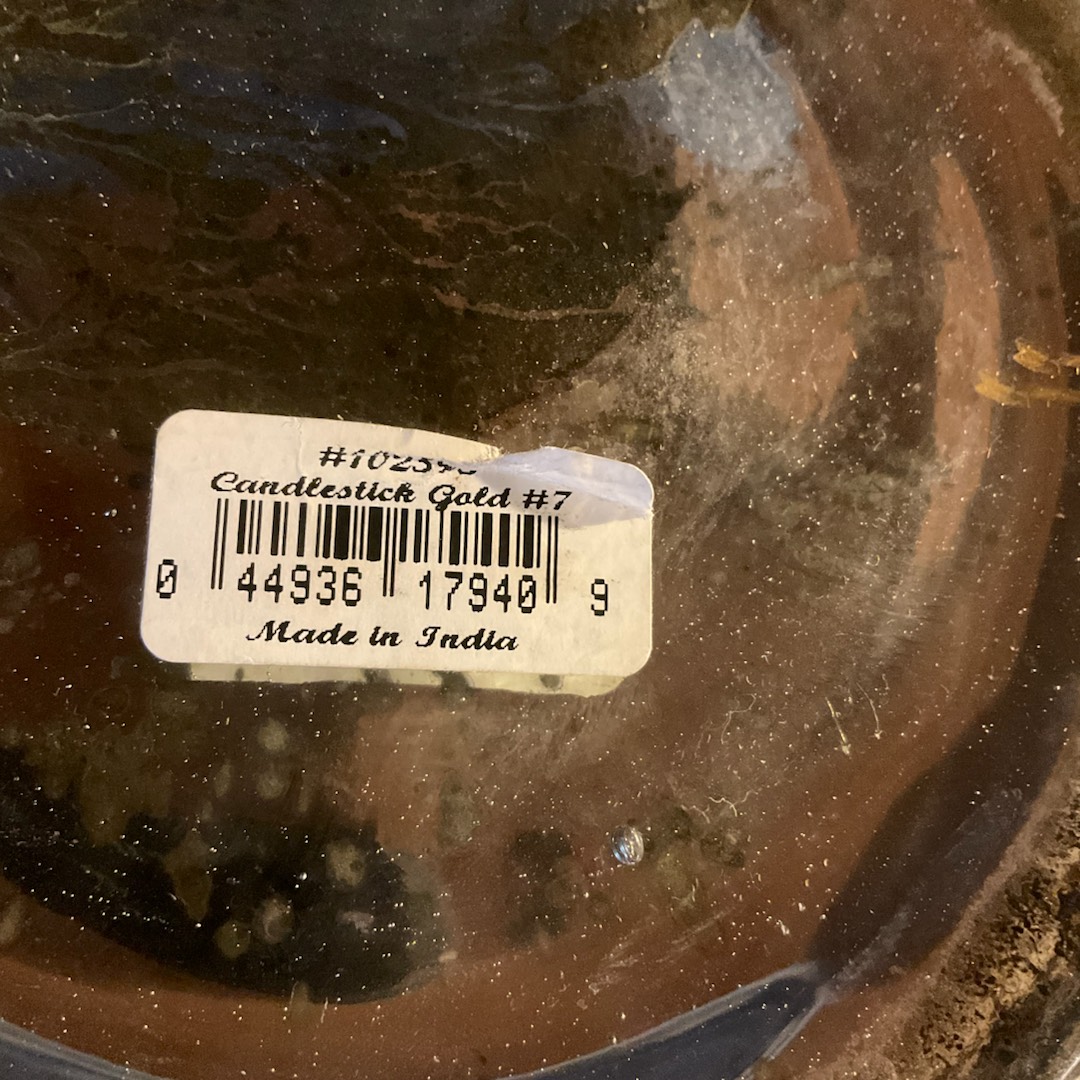 Candlestick Gold #7
0 44936 17940 9
Made in India